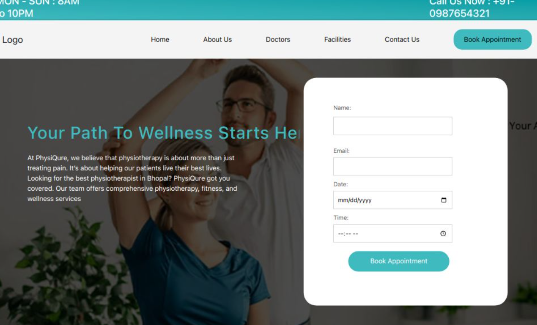 MON - SUN : 8AM
to 10PM
Call Us Now : +91-
0987654321
Logo
Home
About Us
Doctors
Facilities
Contact Us
Book Appointment
Your Path To Wellness Starts He
At PhysiQure, we believe that physiotherapy is about more than just
treating pain. It's about helping our patients live their best lives.
Looking for the best physiotherapist in Bhopal? PhysiQure got you
covered. Our team offers comprehensive physiotherapy, fitness, and
wellness services
Name:
Email:
Date:
mm/dd/yyyy
Time:
--:-- --
Book Appointment
Your A